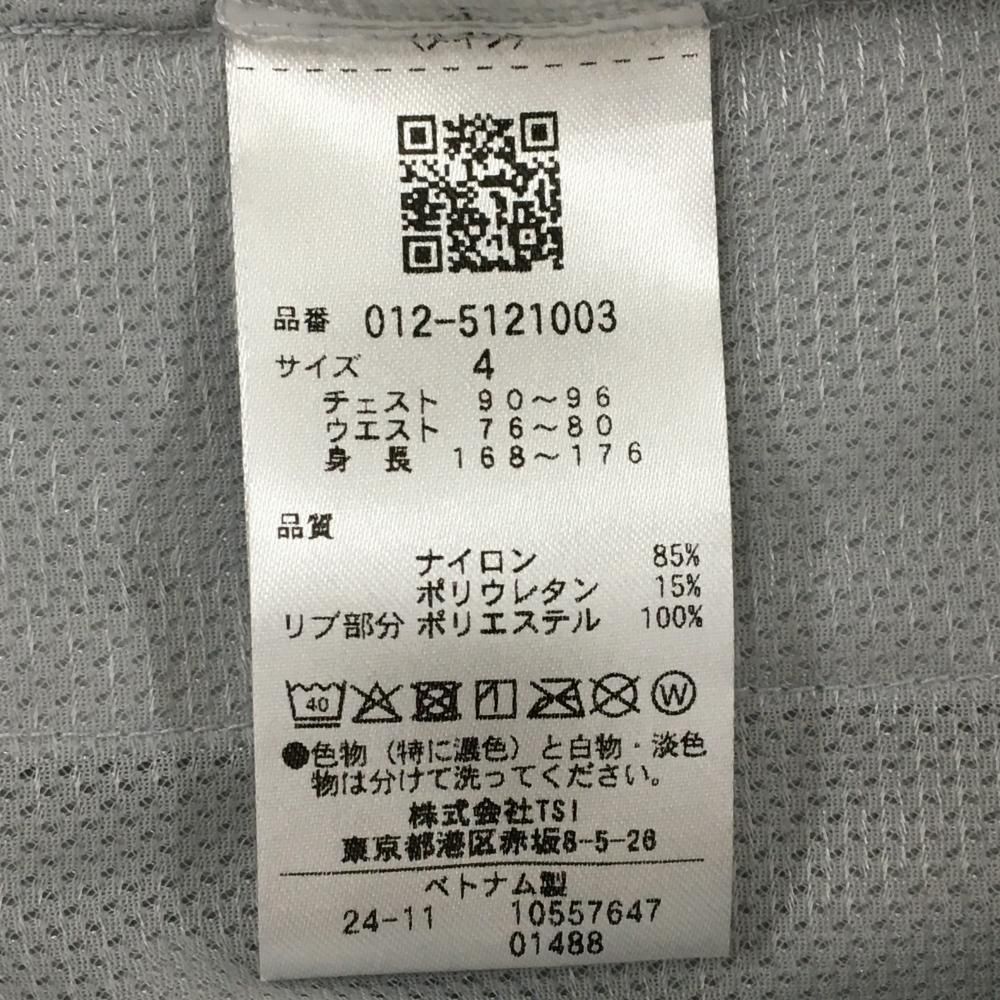 品番 012-5121003
サイズ 4
チェスト 90～96
ウエスト 76～80
身 長 168～176
品質
ナイロン 85%
ポリウレタン 15%
リブ部分 ポリエステル 100%
40 1 W
●色物（特に濃色）と白物・淡色
物は分けて洗ってください。
株式会社TSI
東京都港区赤坂8-5-28
ベトナム製
24-11 10557647
01488